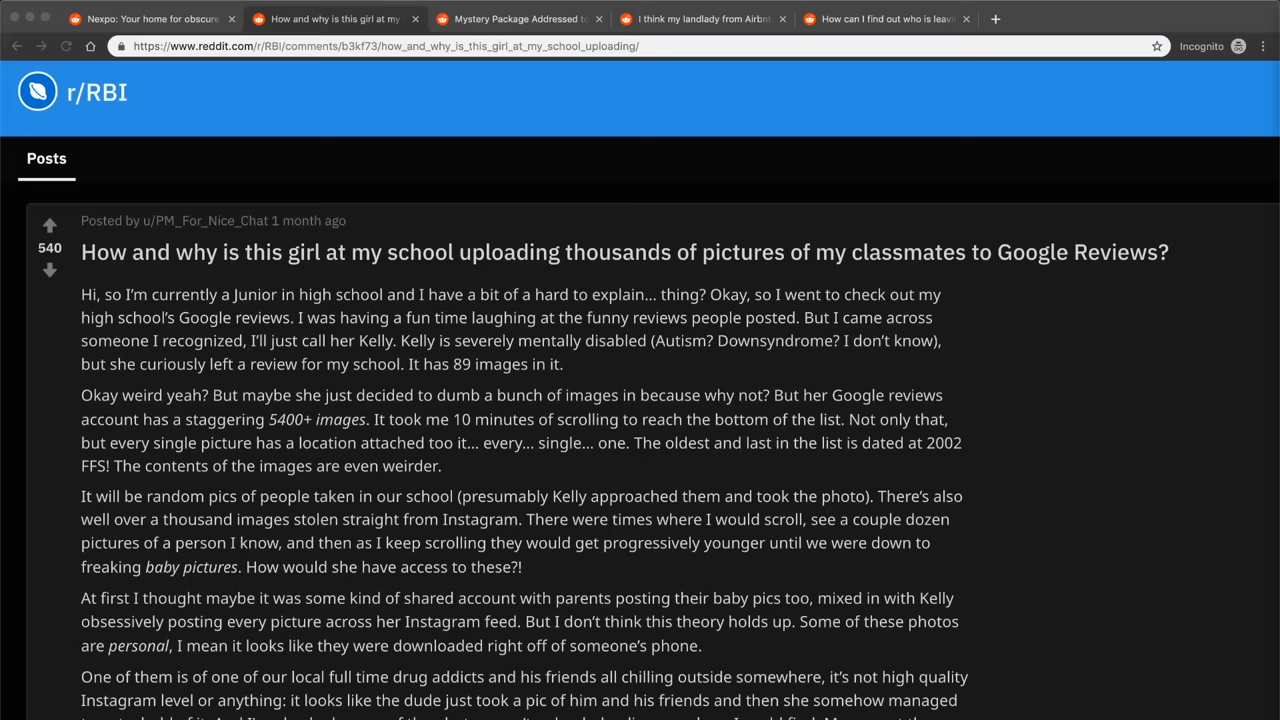 Nexpo: Your home for obscure
How and why is this girl at my
Mystery Package Addressed to
I think my landlady from Airbnb
How can I find out who is leavi
https://www.reddit.com/r/RBI/comments/b3kf73/how_and_why_is_this_girl_at_my_school_uploading/
Incognito
r/RBI
Posts
Posted by u/PM_For_Nice_Chat 1 month ago
540
How and why is this girl at my school uploading thousands of pictures of my classmates to Google Reviews?
Hi, so I'm currently a Junior in high school and I have a bit of a hard to explain... thing? Okay, so I went to check out my
high school's Google reviews. I was having a fun time laughing at the funny reviews people posted. But I came across
someone I recognized, I'll just call her Kelly. Kelly is severely mentally disabled (Autism? Downsyndrome? I don't know),
but she curiously left a review for my school. It has 89 images in it.
Okay weird yeah? But maybe she just decided to dumb a bunch of images in because why not? But her Google reviews
account has a staggering 5400+ images. It took me 10 minutes of scrolling to reach the bottom of the list. Not only that,
but every single picture has a location attached too it... every... single... one. The oldest and last in the list is dated at 2002
FFS! The contents of the images are even weirder.
It will be random pics of people taken in our school (presumably Kelly approached them and took the photo). There's also
well over a thousand images stolen straight from Instagram. There were times where I would scroll, see a couple dozen
pictures of a person I know, and then as I keep scrolling they would get progressively younger until we were down to
freaking baby pictures. How would she have access to these?!
At first I thought maybe it was some kind of shared account with parents posting their baby pics too, mixed in with Kelly
obsessively posting every picture across her Instagram feed. But I don't think this theory holds up. Some of these photos
are personal, I mean it looks like they were downloaded right off of someone's phone.
One of them is of one of our local full time drug addicts and his friends all chilling outside somewhere, it's not high quality
Instagram level or anything: it looks like the dude just took a pic of him and his friends and then she somehow managed